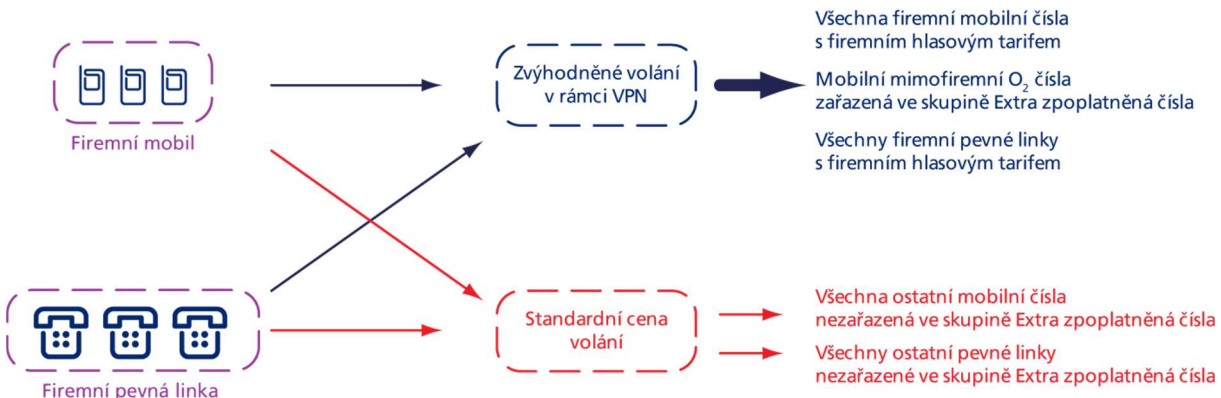 Všechna firemní mobilní čísla
s firemním hlasovým tarifem
Zvýhodněné volání
v rámci VPN
Mobilní mimofiremní O₂ čísla
zařazená ve skupině Extra zpoplatněná čísla
Firemní mobil
Všechny firemní pevné linky
s firemním hlasovým tarifem
Standardní cena
volání
Všechna ostatní mobilní čísla
nezařazená ve skupině Extra zpoplatněná čísla
Všechny ostatní pevné linky
nezařazené ve skupině Extra zpoplatněná čísla
Firemní pevná linka